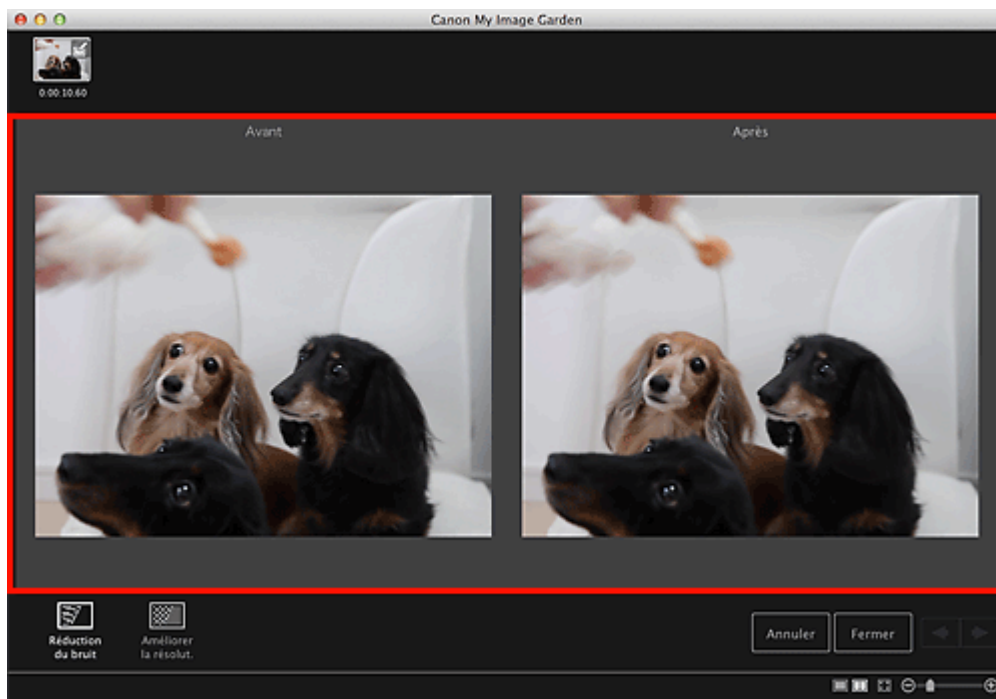 Canon My Image Garden
0:00:10.60
Avant
Après
Réduction
du bruit
Améliorer
la résolut.
Annuler
Fermer